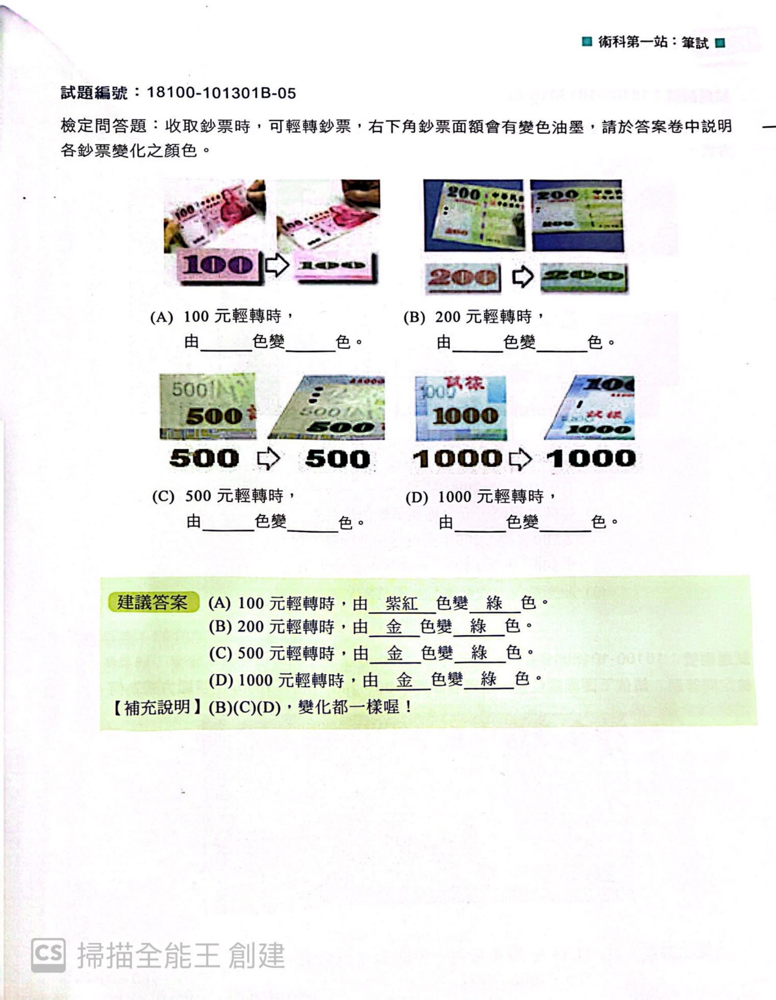 ■ 術科第一站：筆試 ■
試題編號：18100-101301B-05
檢定問答題：收取鈔票時，可輕轉鈔票，右下角鈔票面額會有變色油墨，請於答案卷中説明
各鈔票變化之顏色。
100 100
200 200
(A) 100 元輕轉時，
由______色變______色。
(B) 200 元輕轉時，
由______色變______色。
500 500
試樣
1000
500 500
1000 1000
(C) 500 元輕轉時，
由______色變______色。
(D) 1000 元輕轉時，
由______色變______色。
建議答案 (A) 100 元輕轉時，由 紫紅 色變 綠 色。
(B) 200 元輕轉時，由 金 色變 綠 色。
(C) 500 元輕轉時，由 金 色變 綠 色。
(D) 1000 元輕轉時，由 金 色變 綠 色。
【補充說明】(B)(C)(D)，變化都一樣喔！
CS 掃描全能王 創建